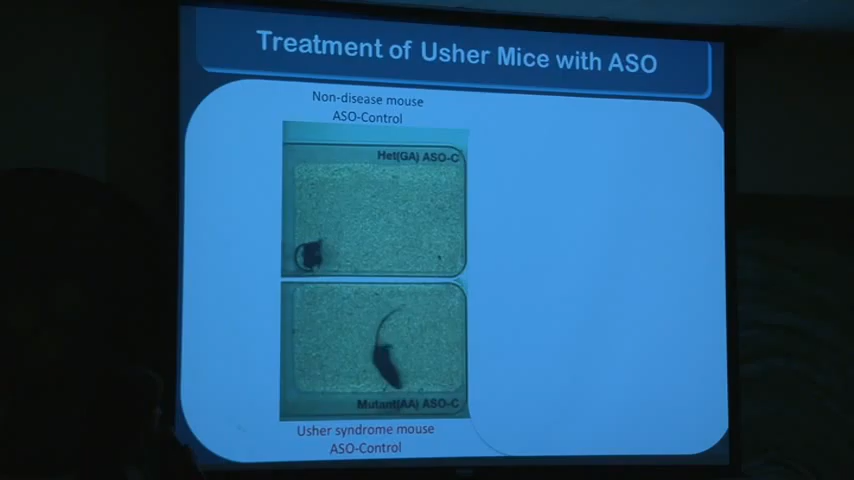 Treatment of Usher Mice with ASO
Non-disease mouse
ASO-Control
Het(GA) ASO-C
Mutant(AA) ASO-C
Usher syndrome mouse
ASO-Control